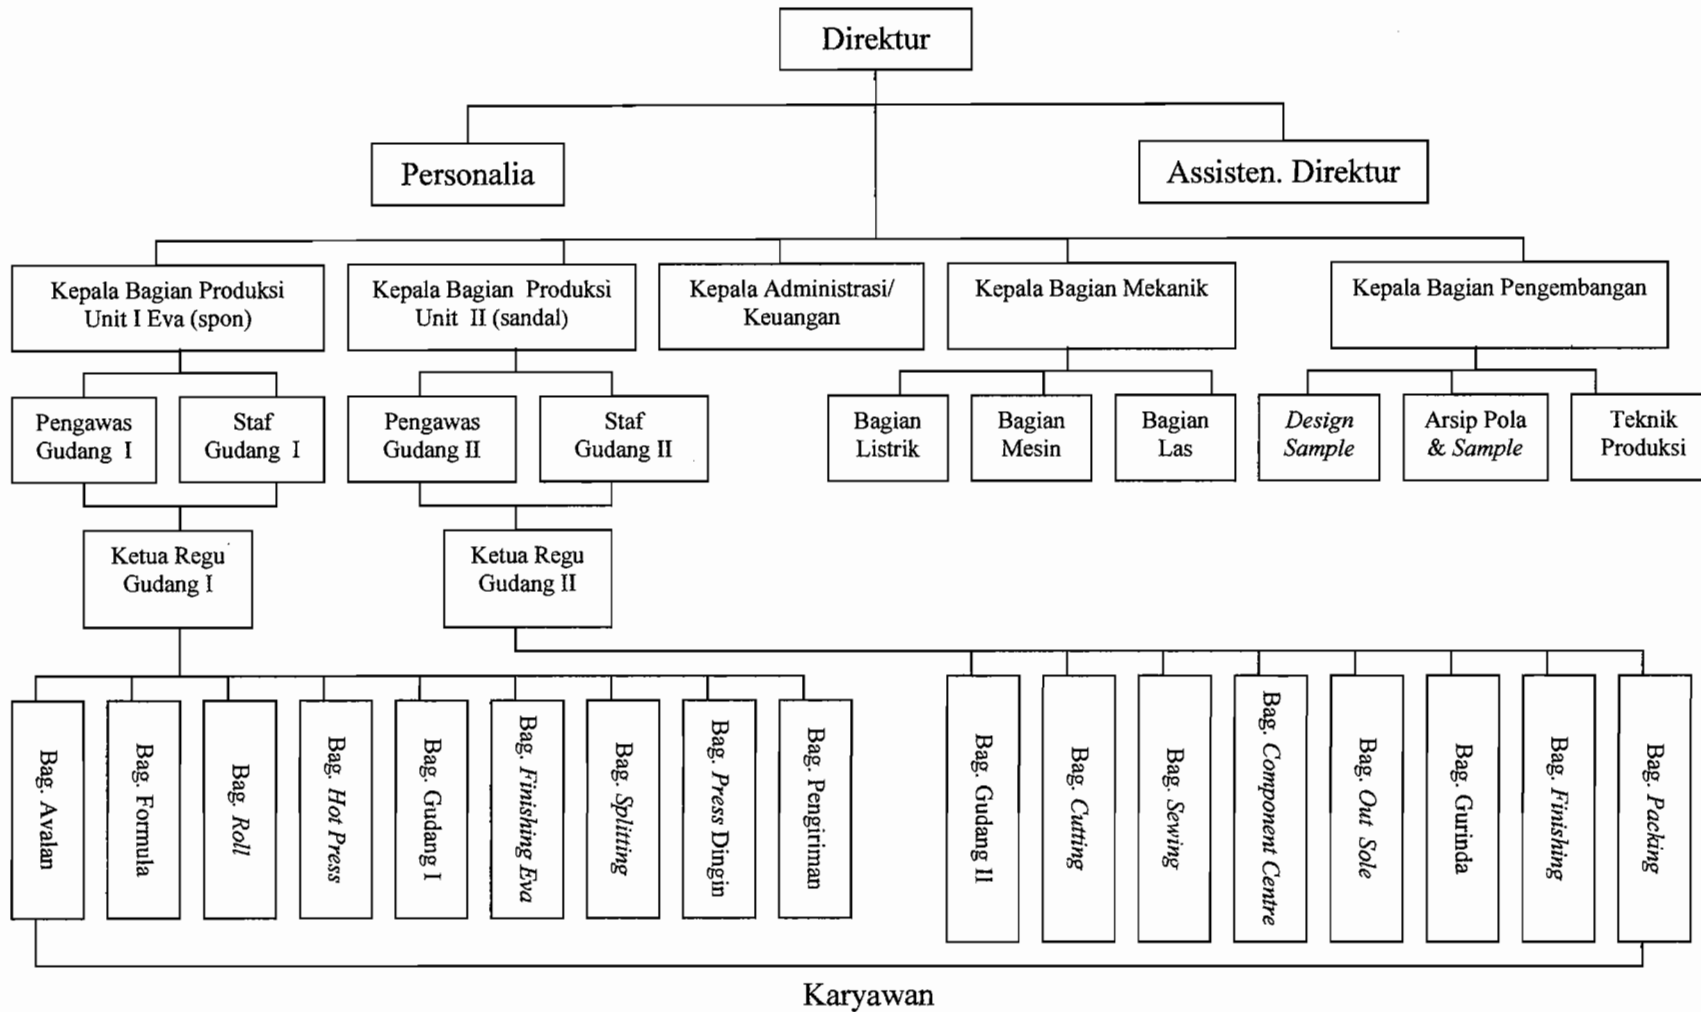 Direktur
Personalia
Assisten. Direktur
Kepala Bagian Produksi
Unit I Eva (spon)
Kepala Bagian Produksi
Unit II (sandal)
Kepala Administrasi/
Keuangan
Kepala Bagian Mekanik
Kepala Bagian Pengembangan
Pengawas
Gudang I
Staf
Gudang I
Pengawas
Gudang II
Staf
Gudang II
Bagian
Listrik
Bagian
Mesin
Bagian
Las
Design
Sample
Arsip Pola
& Sample
Teknik
Produksi
Ketua Regu
Gudang I
Ketua Regu
Gudang II
Bag. Avalan
Bag. Formula
Bag. Roll
Bag. Hot Press
Bag. Gudang I
Bag. Finishing Eva
Bag. Splitting
Bag. Press Dingin
Bag. Pengiriman
Bag. Gudang II
Bag. Cutting
Bag. Sewing
Bag. Component Centre
Bag. Out Sole
Bag. Gurinda
Bag. Finishing
Bag. Packing
Karyawan